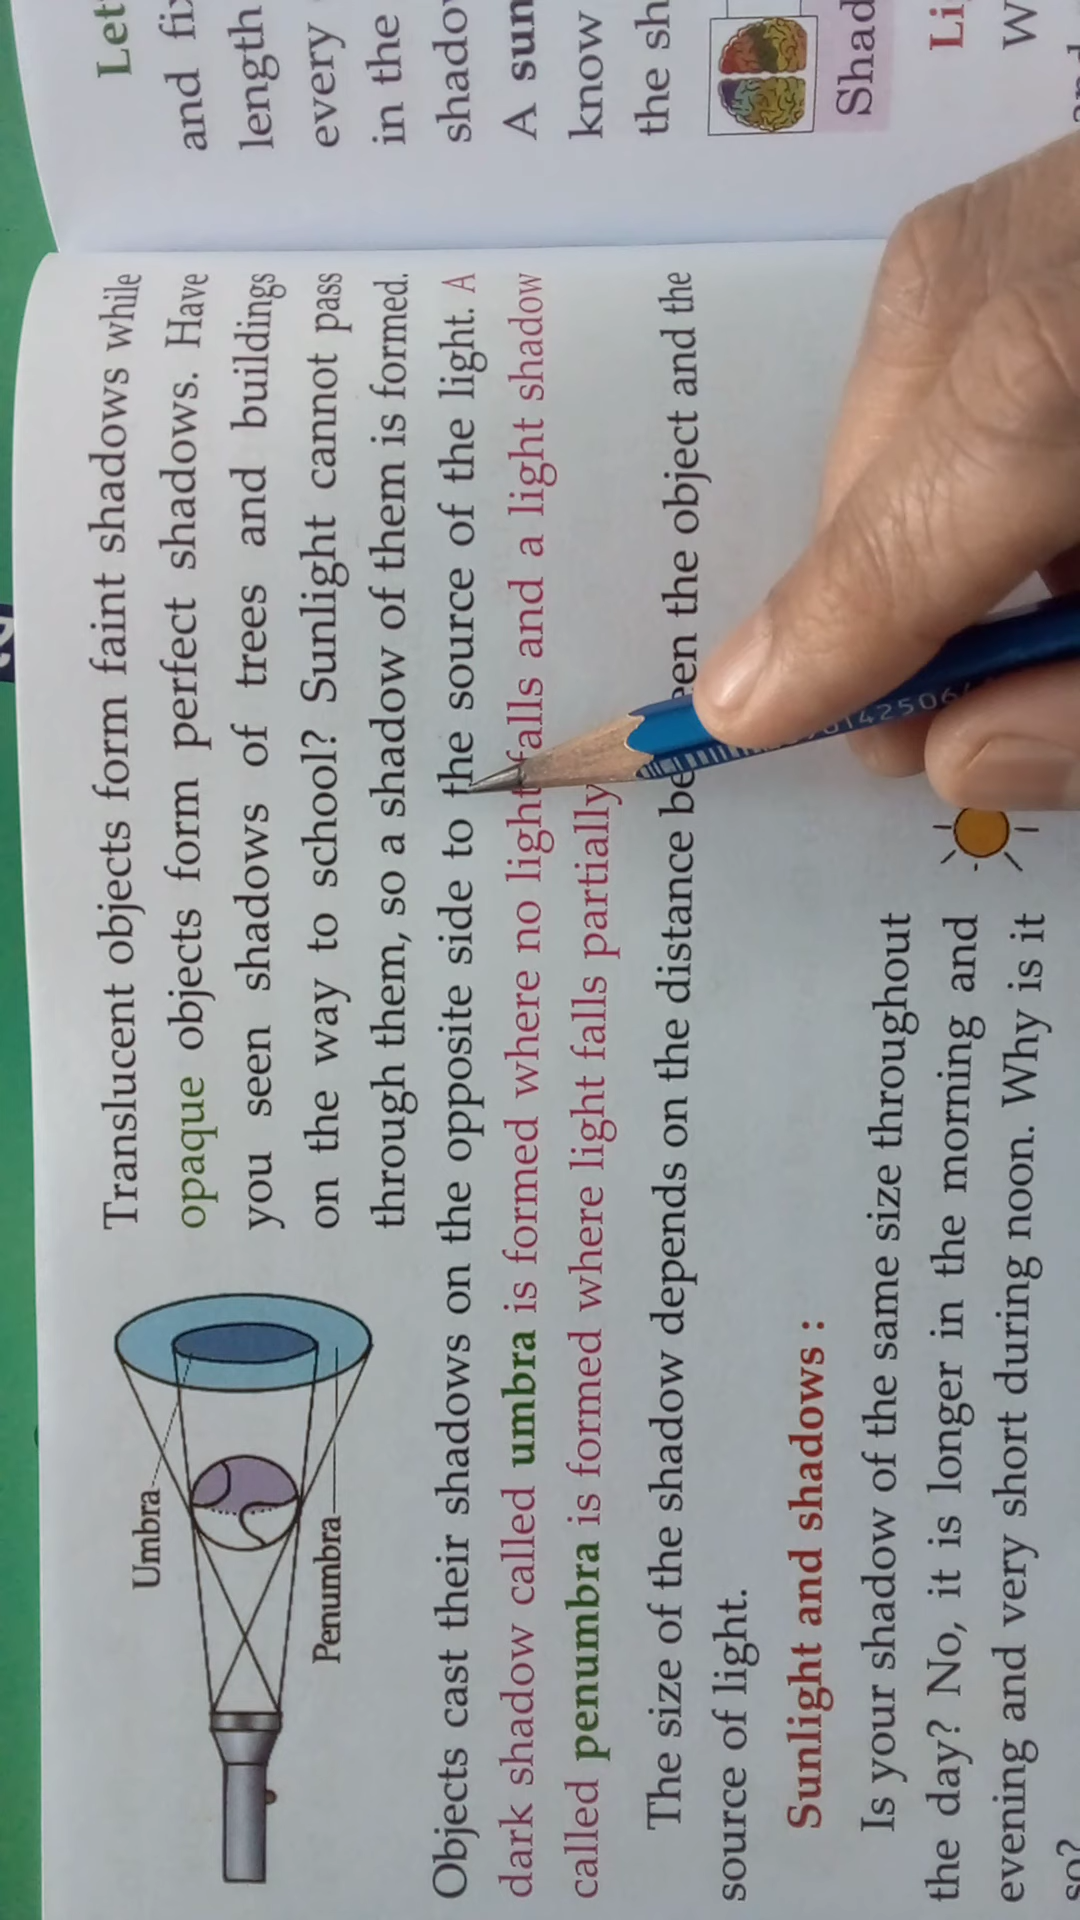 Let
and fi
length
every
in the
shado
A sun
know
the sh
Shad
Li
W
Translucent objects form faint shadows while
opaque objects form perfect shadows. Have
you seen shadows of trees and buildings
on the way to school? Sunlight cannot pass
through them, so a shadow of them is formed.
Umbra
Penumbra
Objects cast their shadows on the opposite side to the source of the light. A
dark shadow called umbra is formed where no light falls and a light shadow
called penumbra is formed where light falls partially
The size of the shadow depends on the distance be een the object and the
source of light.
Sunlight and shadows :
Is your shadow of the same size throughout
the day? No, it is longer in the morning and
evening and very short during noon. Why is it
so?